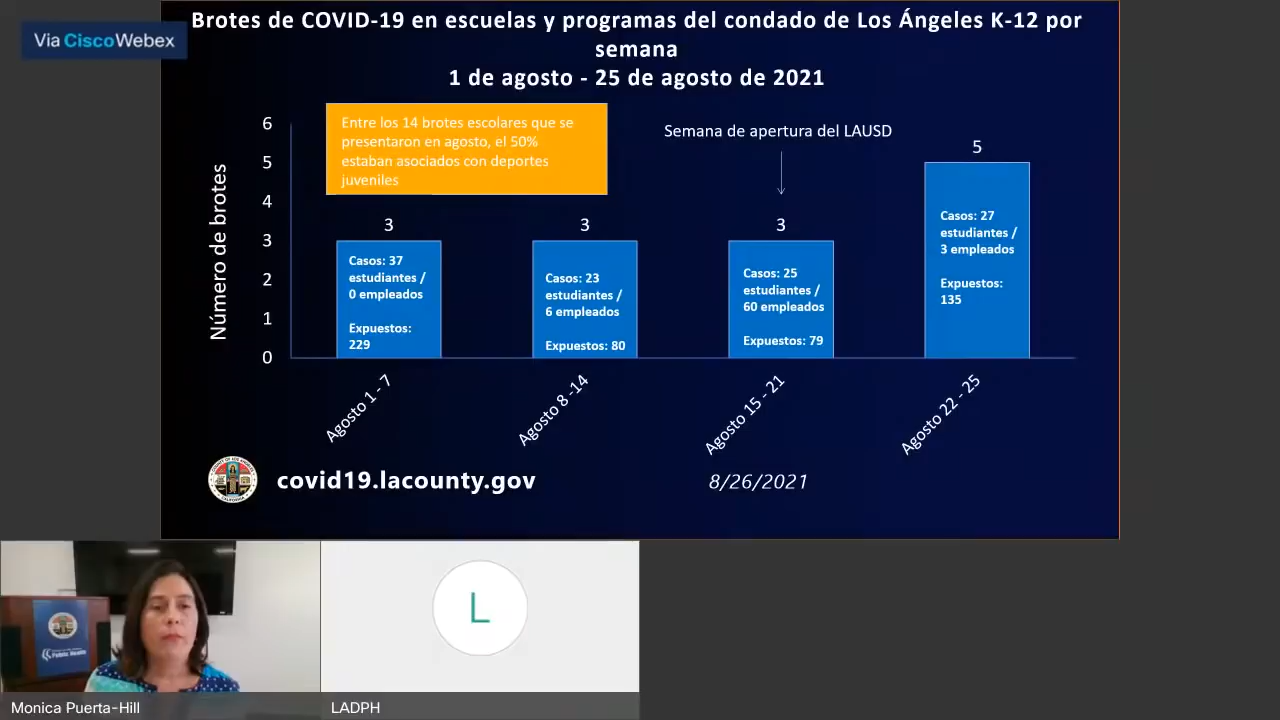 Via CiscoWebex
Brotes de COVID-19 en escuelas y programas del condado de Los Ángeles K-12 por
semana
1 de agosto - 25 de agosto de 2021
Entre los 14 brotes escolares que se
presentaron en agosto, el 50%
estaban asociados con deportes
juveniles
Semana de apertura del LAUSD
Número de brotes
6
5
4
3
2
1
0
3
Casos: 37
estudiantes /
0 empleados
Expuestos:
229
3
Casos: 23
estudiantes /
6 empleados
Expuestos: 80
3
Casos: 25
estudiantes /
60 empleados
Expuestos: 79
5
Casos: 27
estudiantes /
3 empleados
Expuestos:
135
Agosto 1 - 7
Agosto 8 -14
Agosto 15 - 21
Agosto 22 - 25
covid19.lacounty.gov
8/26/2021
Public Health
L
Monica Puerta-Hill
LADPH